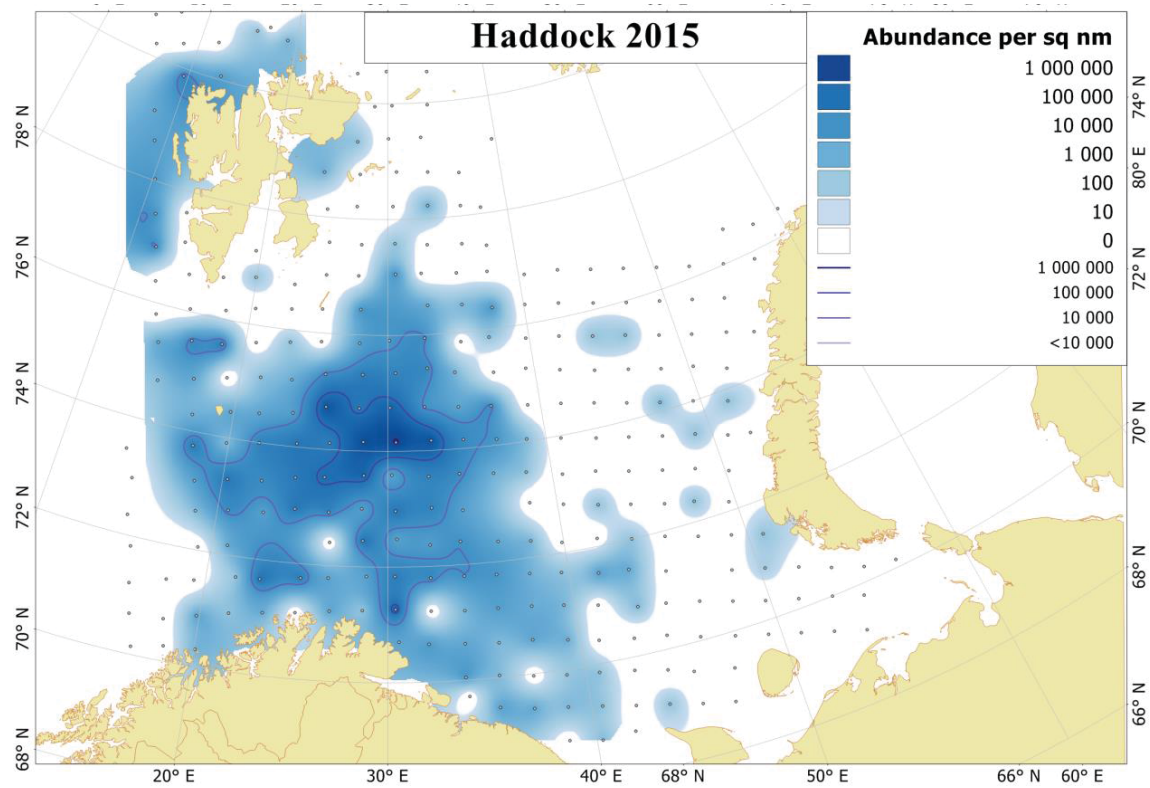 Haddock 2015
Abundance per sq nm
1 000 000
100 000
10 000
1 000
100
10
0
1 000 000
100 000
10 000
<10 000
78° N
76° N
74° N
72° N
70° N
68° N
74° N
80° E
72° N
70° N
68° N
66° N
20° E
30° E
40° E
68° N
50° E
66° N
60° E